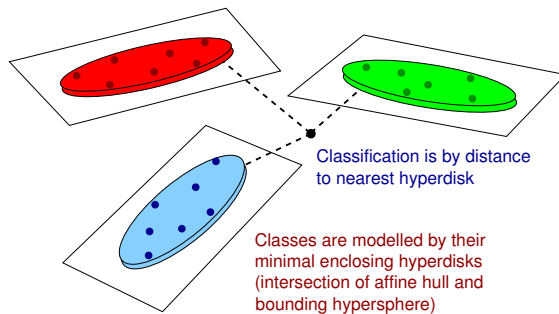 Classification is by distance
to nearest hyperdisk
Classes are modelled by their
minimal enclosing hyperdisks
(intersection of affine hull and
bounding hypersphere)